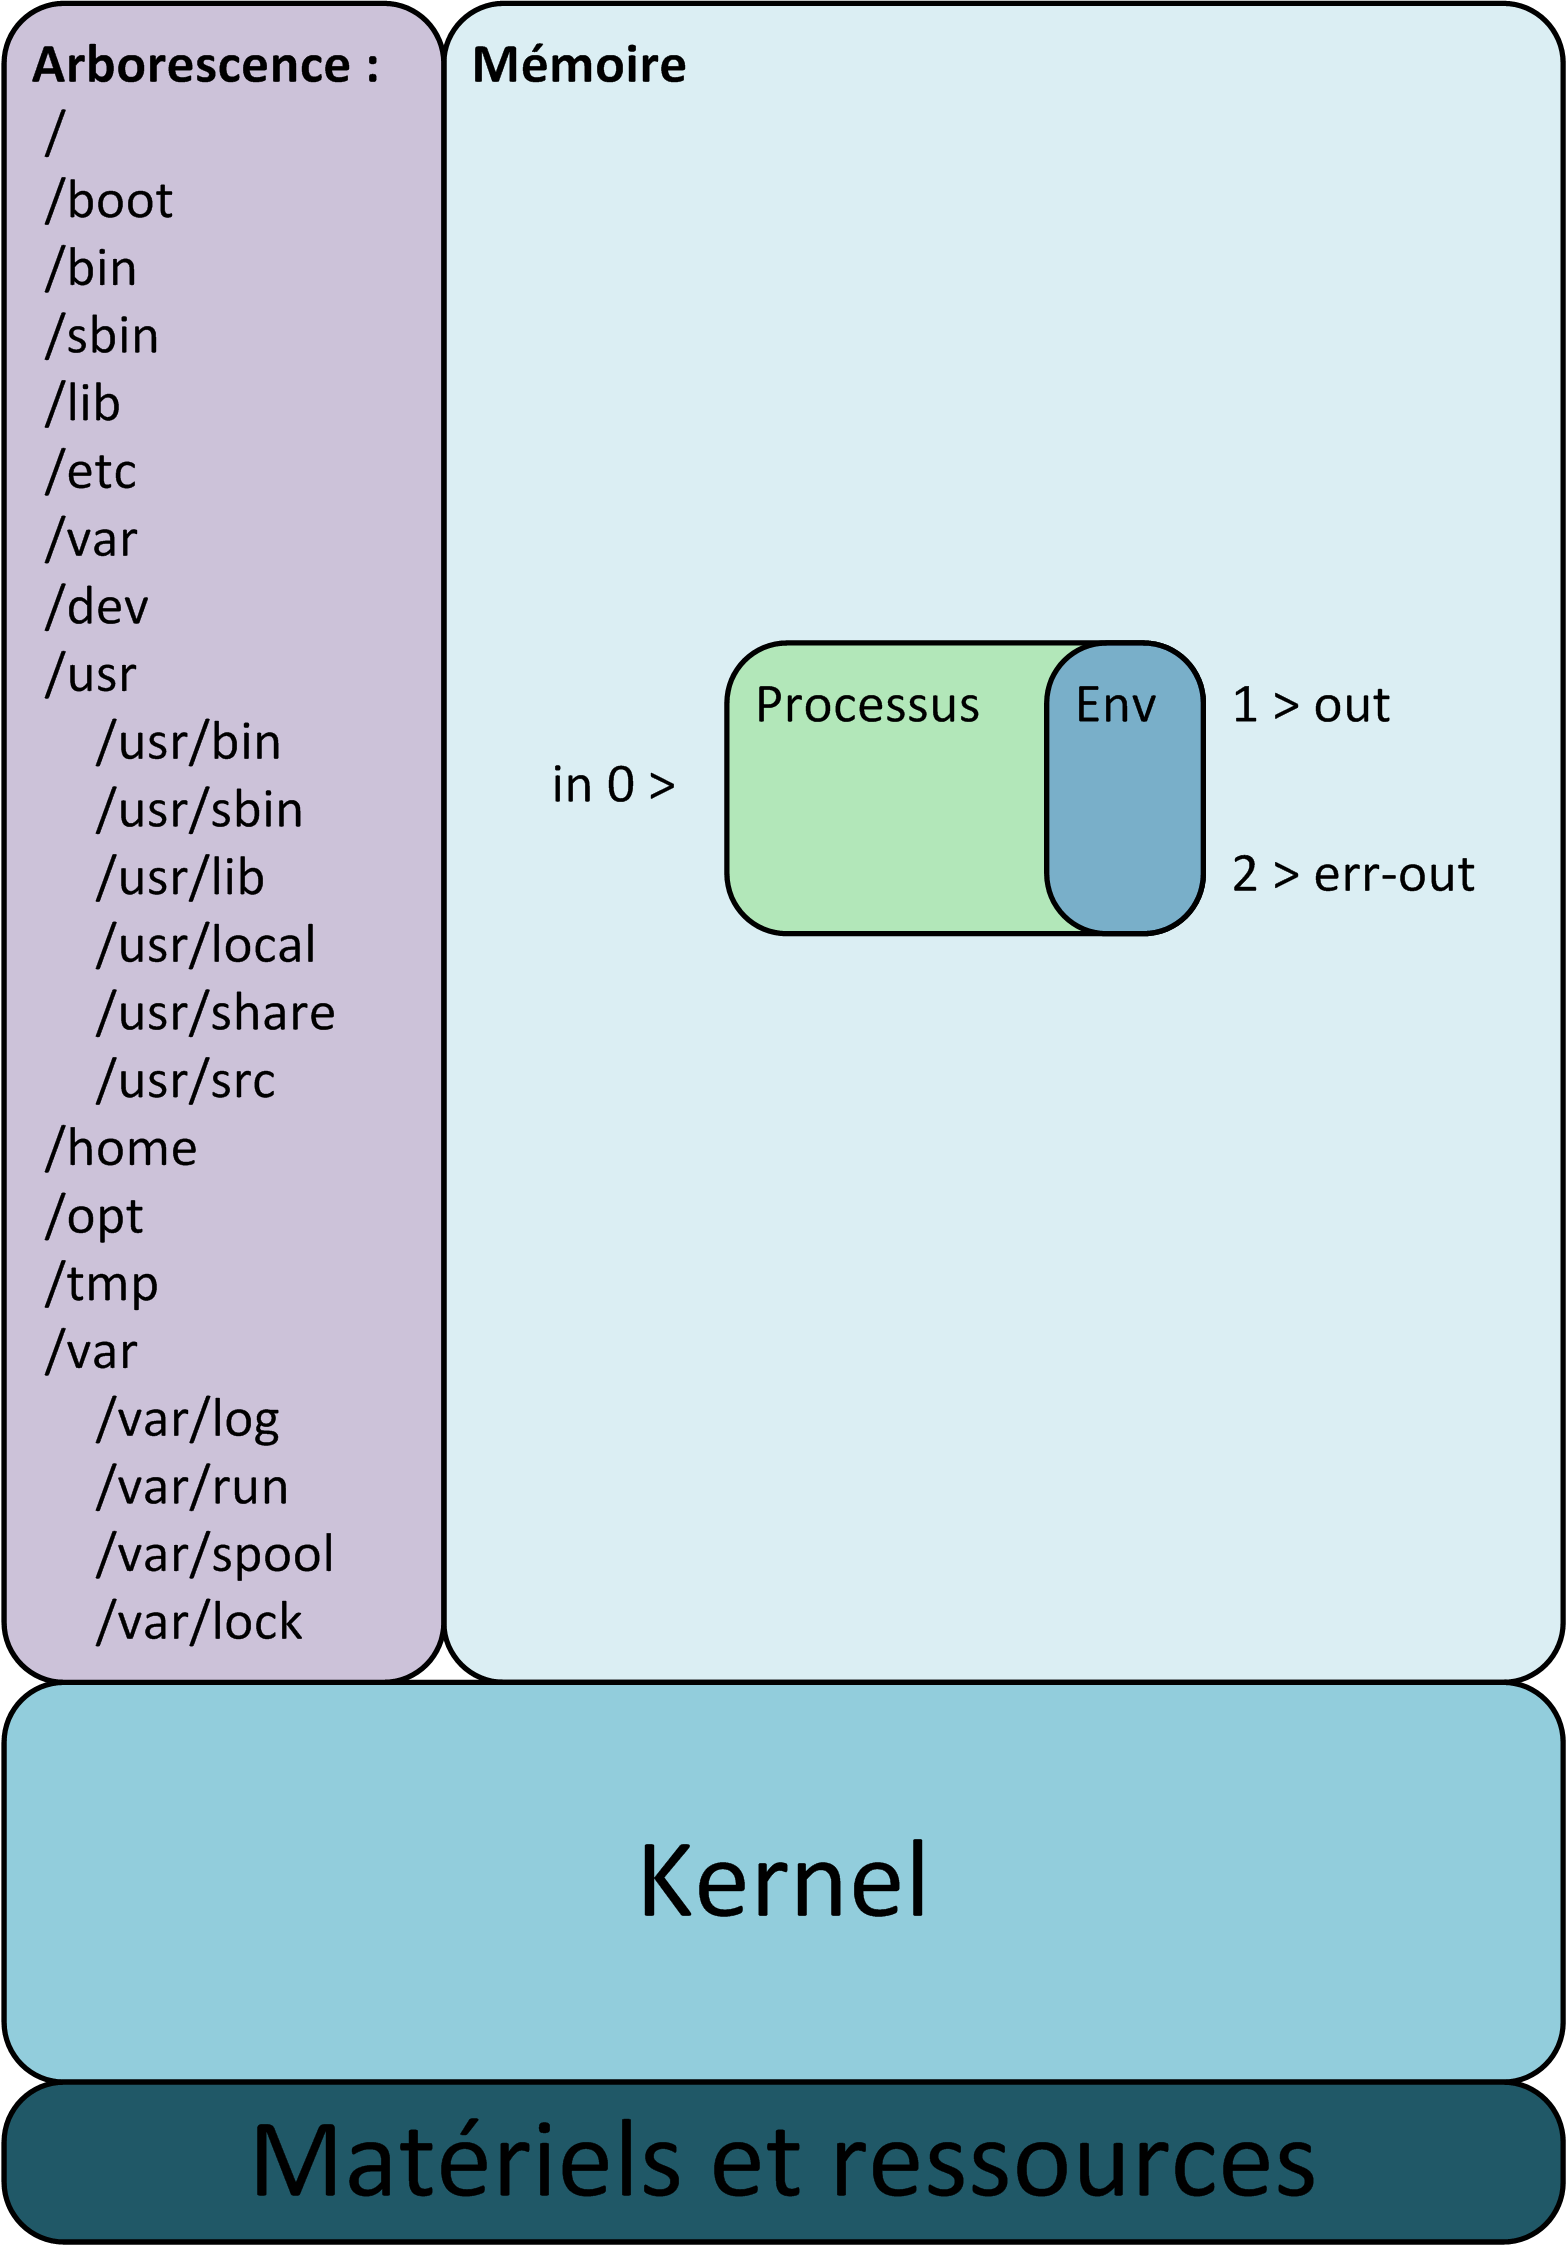 Arborescence :
/
/boot
/bin
/sbin
/lib
/etc
/var
/dev
/usr
/usr/bin
/usr/sbin
/usr/lib
/usr/local
/usr/share
/usr/src
/home
/opt
/tmp
/var
/var/log
/var/run
/var/spool
/var/lock
Mémoire
in 0 >
Processus
Env
1 > out
2 > err-out
Kernel
Matériels et ressources